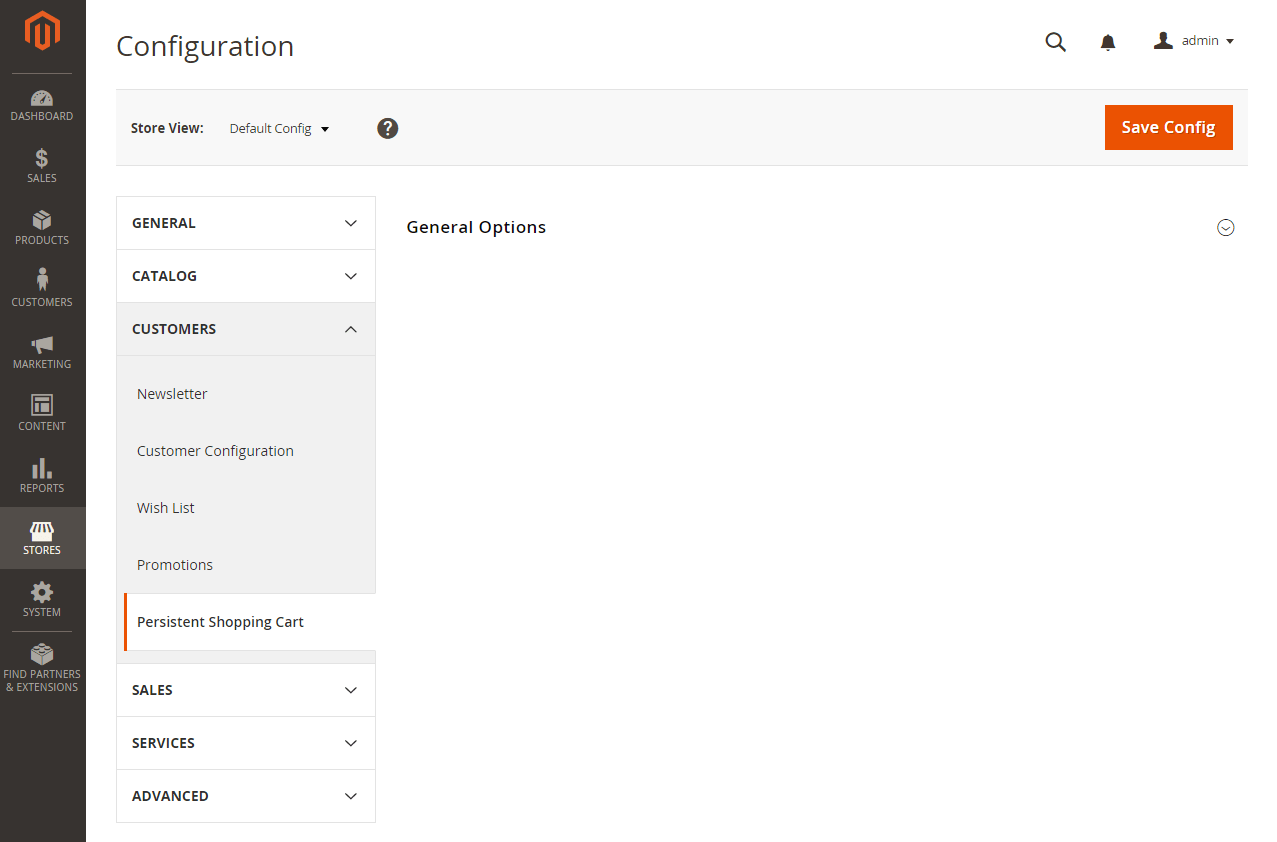 Configuration
admin
Store View: Default Config
?
Save Config
DASHBOARD
SALES
PRODUCTS
CUSTOMERS
MARKETING
CONTENT
REPORTS
STORES
SYSTEM
FIND PARTNERS
& EXTENSIONS
GENERAL
CATALOG
CUSTOMERS
Newsletter
Customer Configuration
Wish List
Promotions
Persistent Shopping Cart
SALES
SERVICES
ADVANCED
General Options